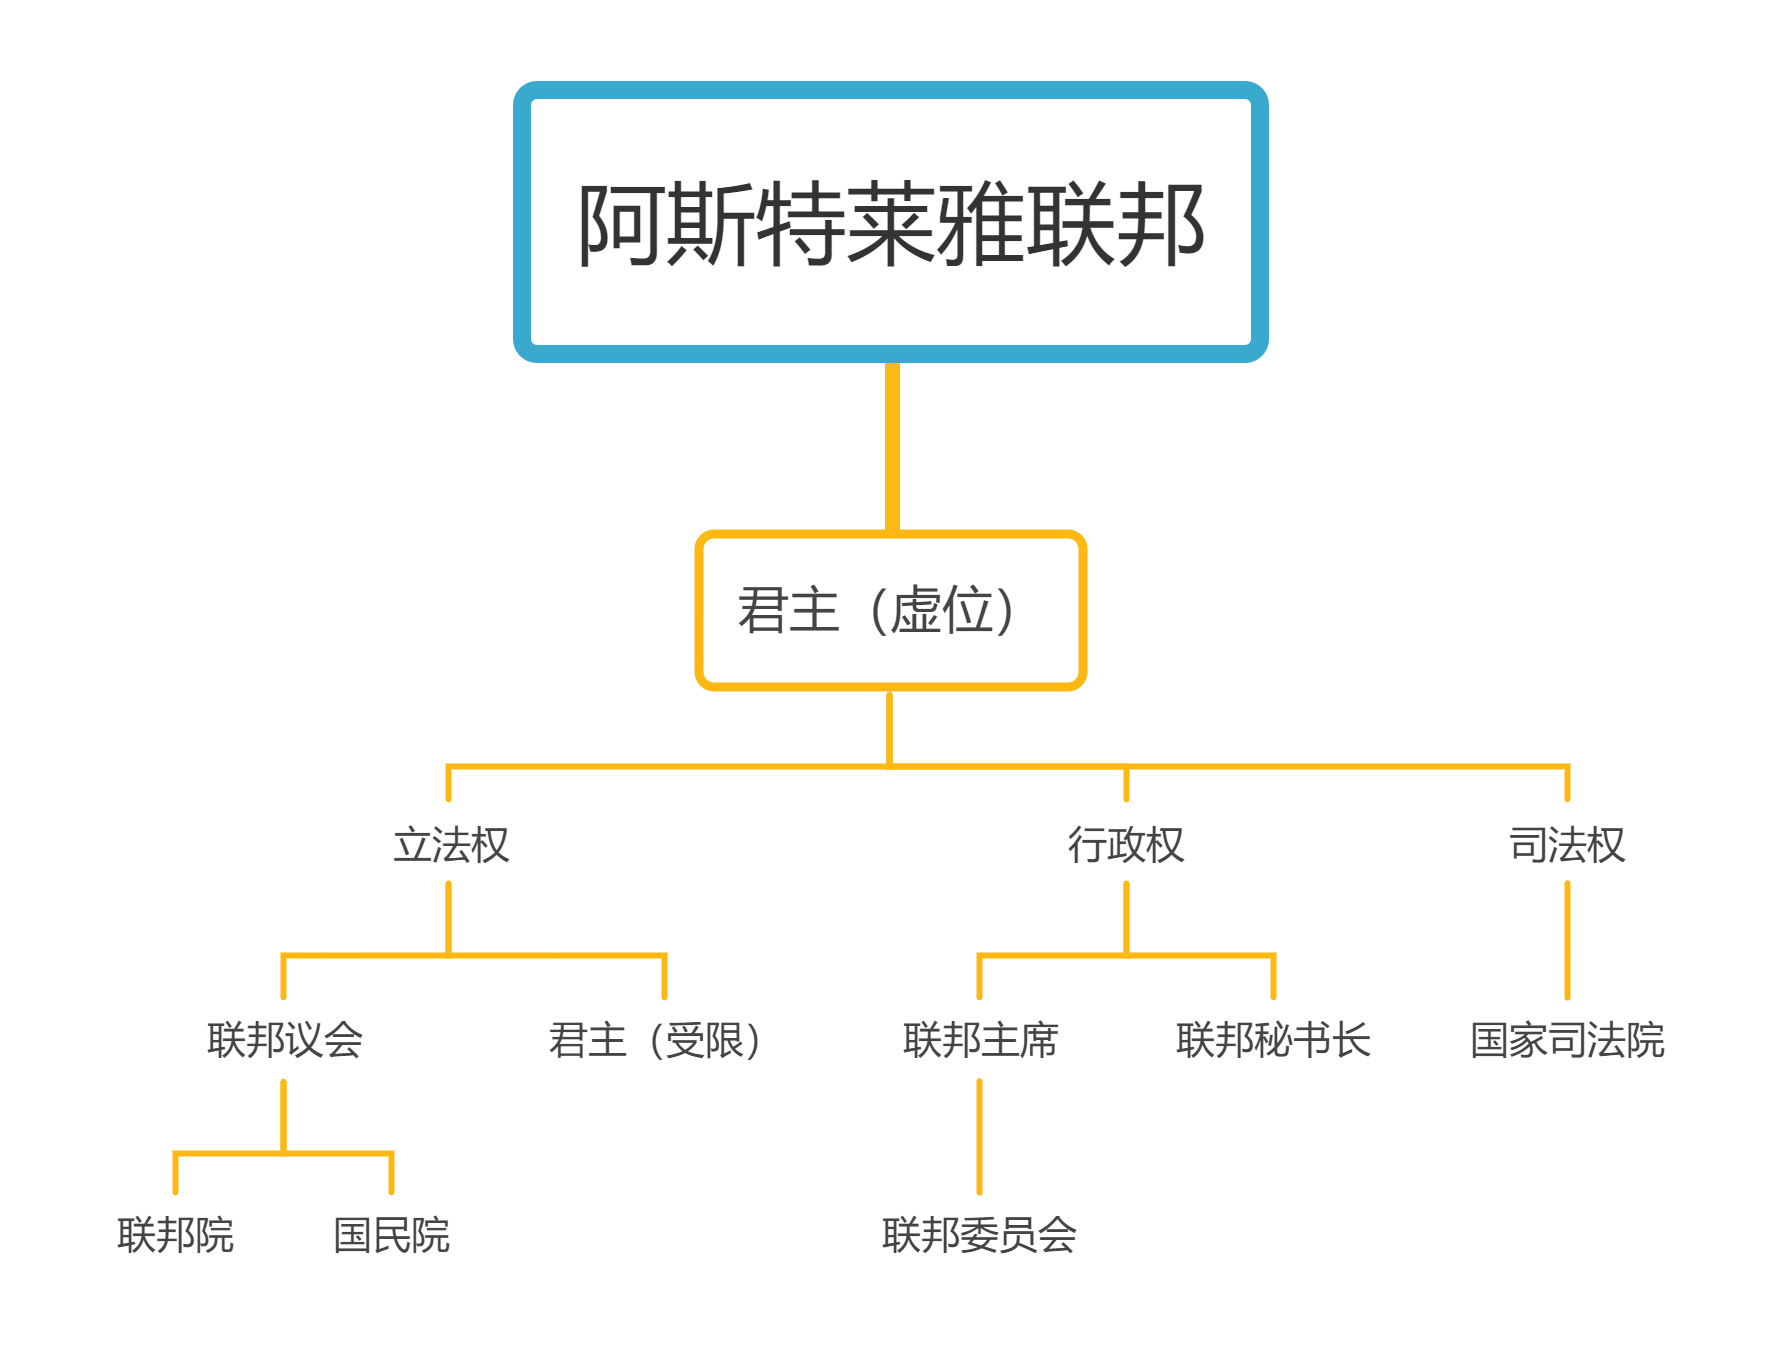 阿斯特莱雅联邦
君主（虚位）
立法权
行政权
司法权
联邦议会
君主（受限）
联邦主席
联邦秘书长
国家司法院
联邦院
国民院
联邦委员会